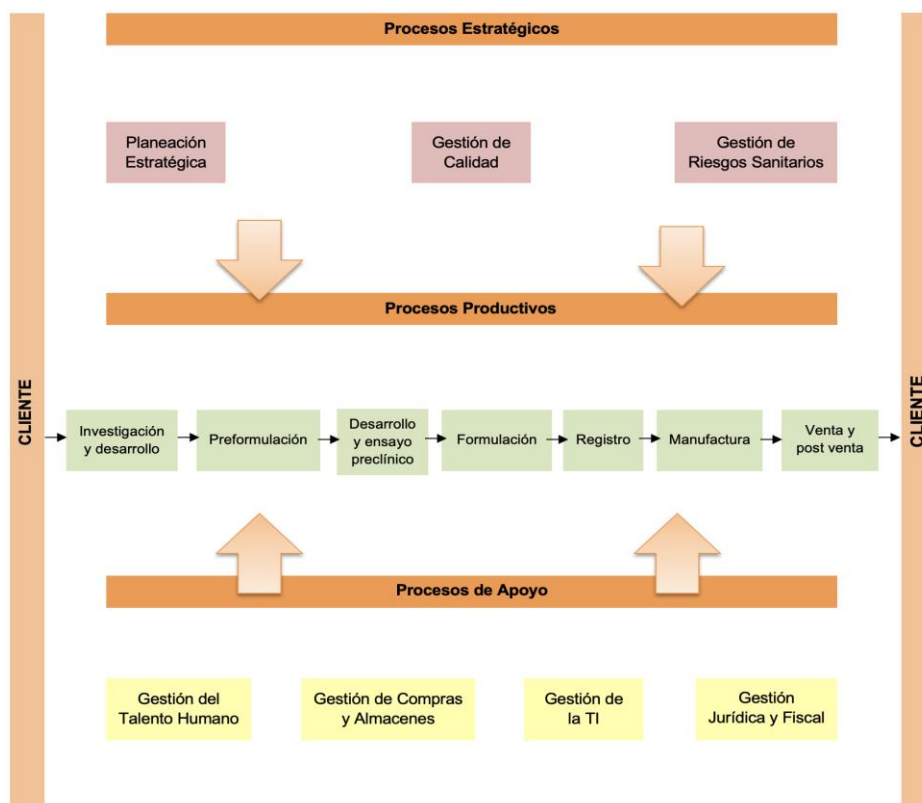 Procesos Estratégicos
Planeación
Estratégica
Gestión de
Calidad
Gestión de
Riesgos Sanitarios
Procesos Productivos
CLIENTE
Investigación
y desarrollo
Preformulación
Desarrollo
y ensayo
preclínico
Formulación
Registro
Manufactura
Venta y
post venta
CLIENTE
Procesos de Apoyo
Gestión del
Talento Humano
Gestión de Compras
y Almacenes
Gestión de
la TI
Gestión
Jurídica y Fiscal